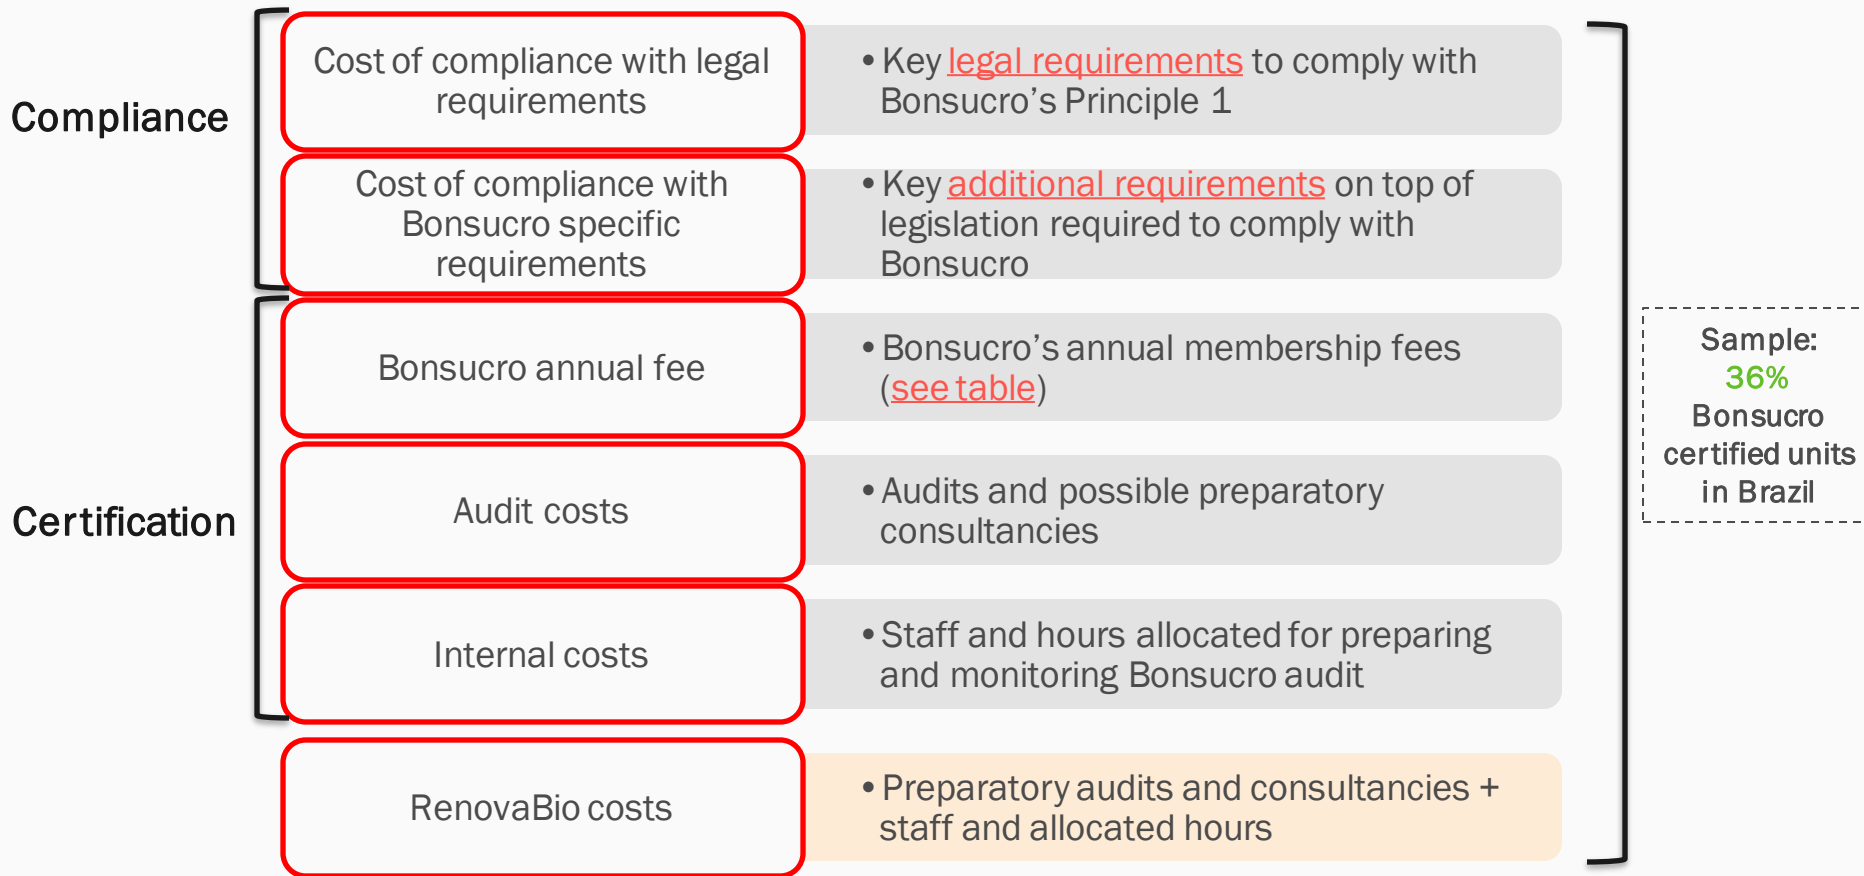 Compliance
Cost of compliance with legal
requirements
• Key legal requirements to comply with
Bonsucro’s Principle 1
Cost of compliance with
Bonsucro specific
requirements
• Key additional requirements on top of
legislation required to comply with
Bonsucro
Certification
Bonsucro annual fee
• Bonsucro’s annual membership fees
(see table)
Audit costs
• Audits and possible preparatory
consultancies
Internal costs
• Staff and hours allocated for preparing
and monitoring Bonsucro audit
RenovaBio costs
• Preparatory audits and consultancies +
staff and allocated hours
Sample:
36%
Bonsucro
certified units
in Brazil